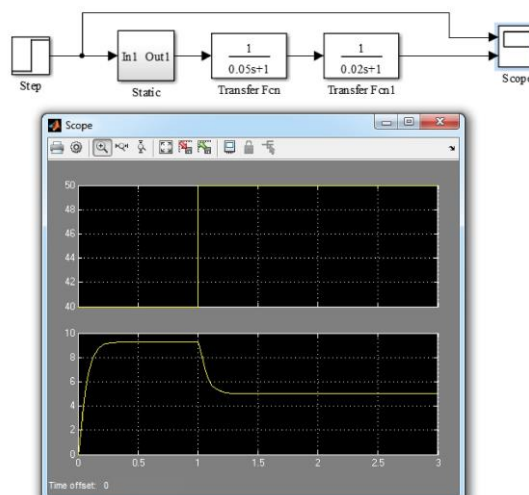 Step
In1 Out1
Static
1
0.05s+1
Transfer Fcn
1
0.02s+1
Transfer Fcn1
Scope
Scope
50
48
46
44
42
40
10
8
6
4
2
0
0 0.5 1 1.5 2 2.5 3
Time offset: 0